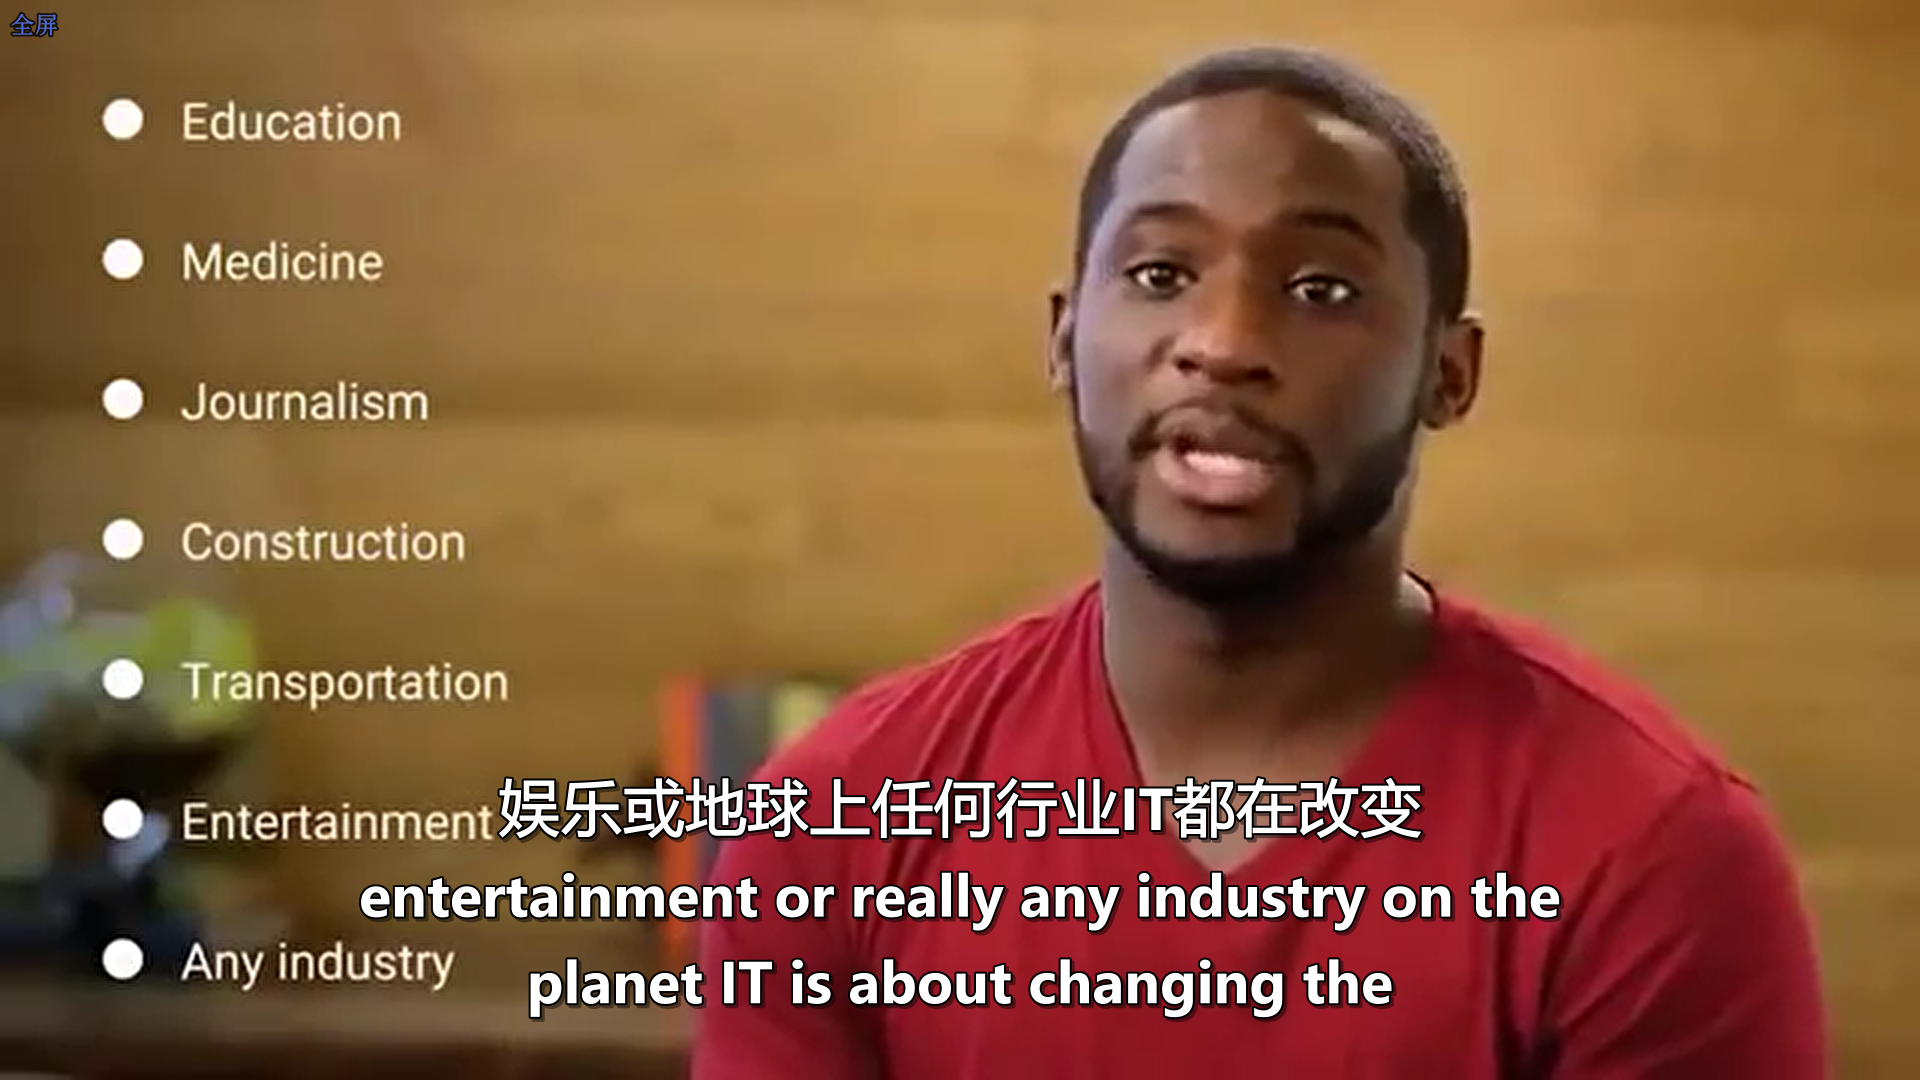 全屏
Education
Medicine
Journalism
Construction
Transportation
Entertainment
Any industry
娱乐或地球上任何行业IT都在改变
entertainment or really any industry on the
planet IT is about changing the